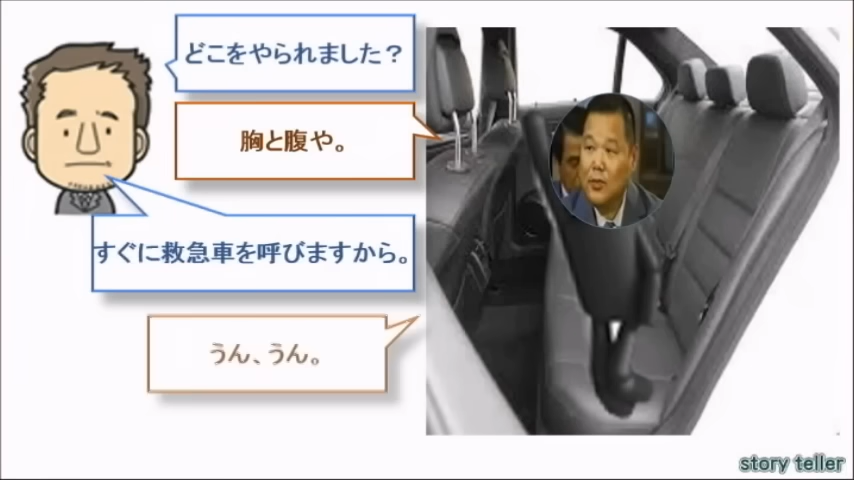 どこをやられました？
胸と腹や。
すぐに救急車を呼びますから。
うん、うん。
story teller